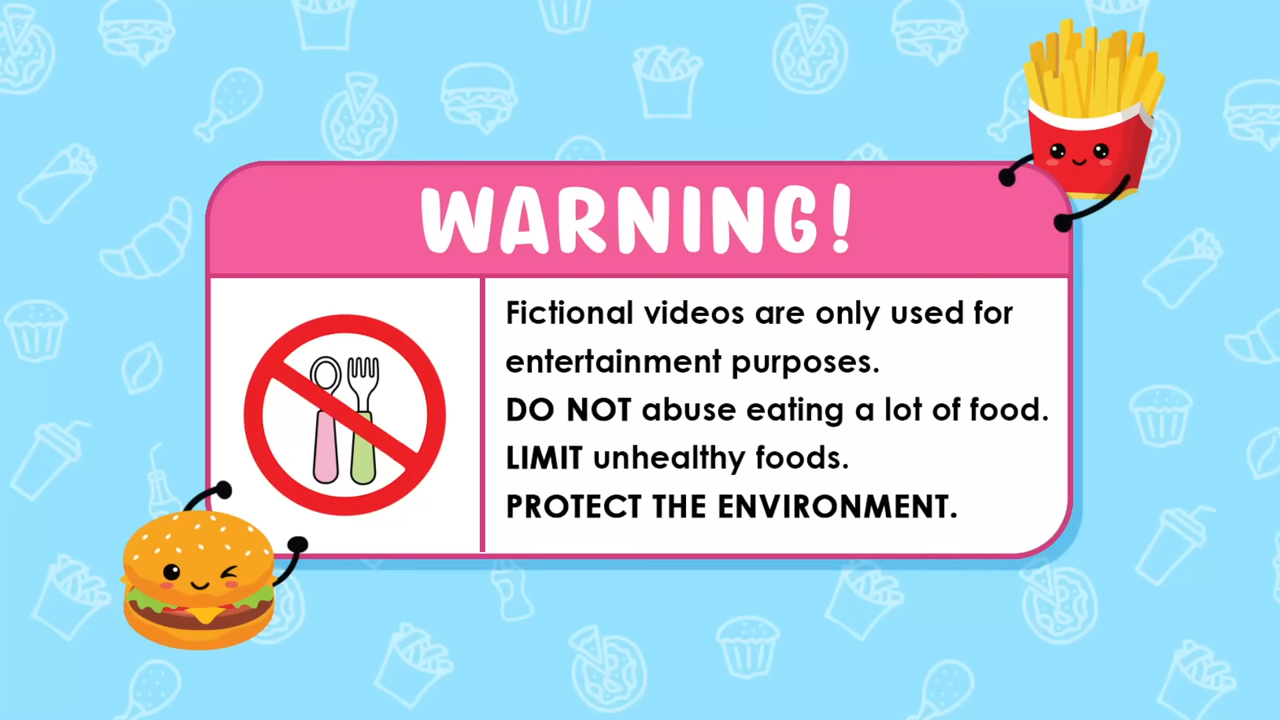 WARNING!
Fictional videos are only used for
entertainment purposes.
DO NOT abuse eating a lot of food.
LIMIT unhealthy foods.
PROTECT THE ENVIRONMENT.